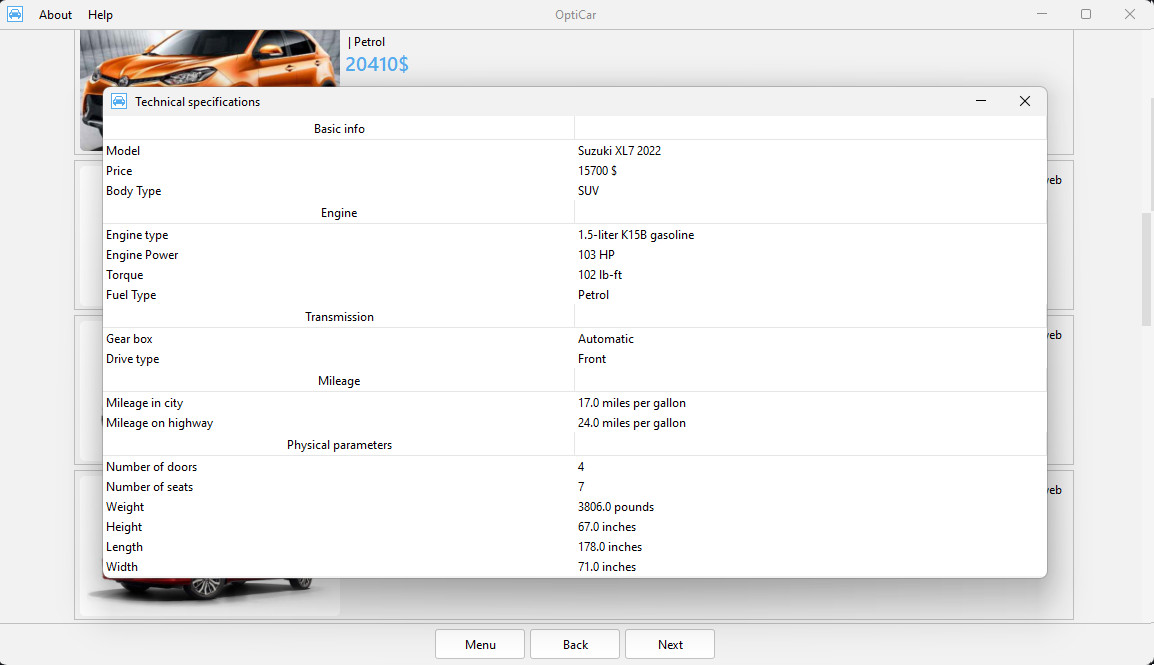 About Help OptiCar
| Petrol
20410$
Technical specifications
Basic info
Model Suzuki XL7 2022
Price 15700 $
Body Type SUV
Engine
Engine type 1.5-liter K15B gasoline
Engine Power 103 HP
Torque 102 lb-ft
Fuel Type Petrol
Transmission
Gear box Automatic
Drive type Front
Mileage
Mileage in city 17.0 miles per gallon
Mileage on highway 24.0 miles per gallon
Physical parameters
Number of doors 4
Number of seats 7
Weight 3806.0 pounds
Height 67.0 inches
Length 178.0 inches
Width 71.0 inches
Menu Back Next